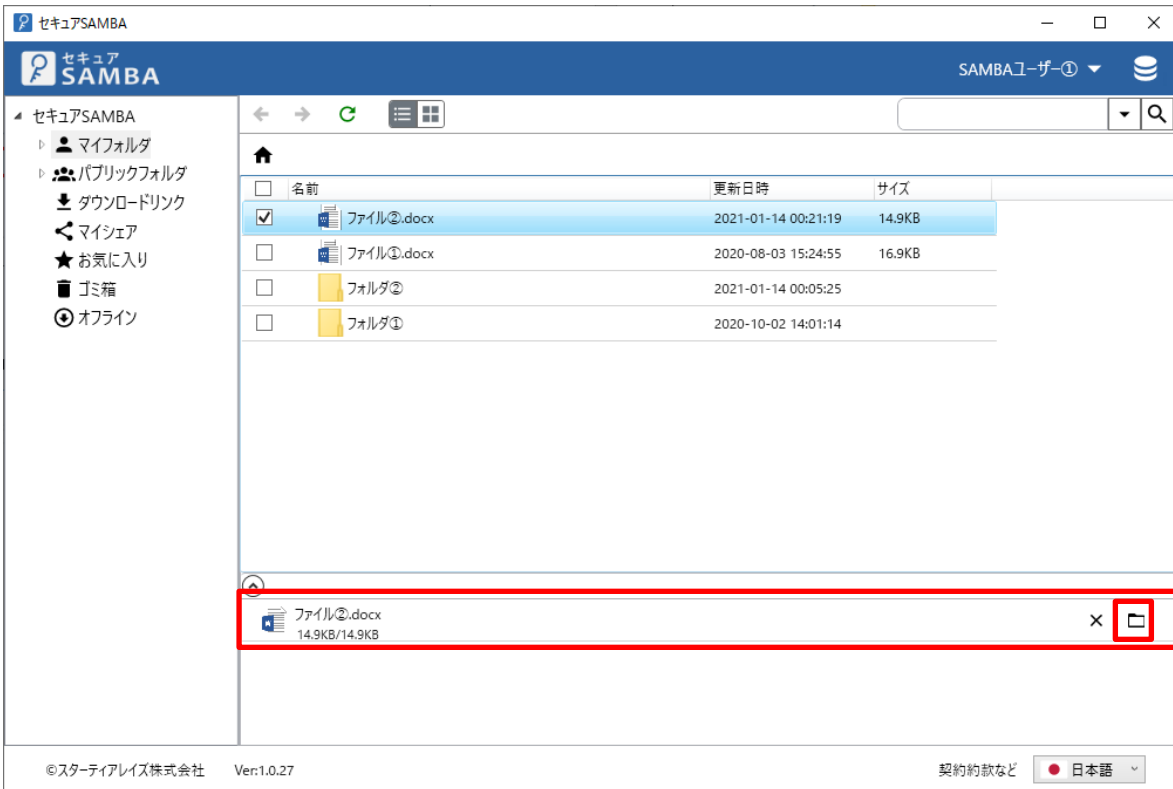 セキュアSAMBA
セキュア
SAMBA
SAMBAユーザー①
セキュアSAMBA
マイフォルダ
パブリックフォルダ
ダウンロードリンク
マイシェア
お気に入り
ゴミ箱
オフライン
名前 更新日時 サイズ
ファイル②.docx 2021-01-14 00:21:19 14.9KB
ファイル①.docx 2020-08-03 15:24:55 16.9KB
フォルダ② 2021-01-14 00:05:25
フォルダ① 2020-10-02 14:01:14
ファイル②.docx
14.9KB/14.9KB
©スターティアレイズ株式会社 Ver:1.0.27 契約約款など 日本語